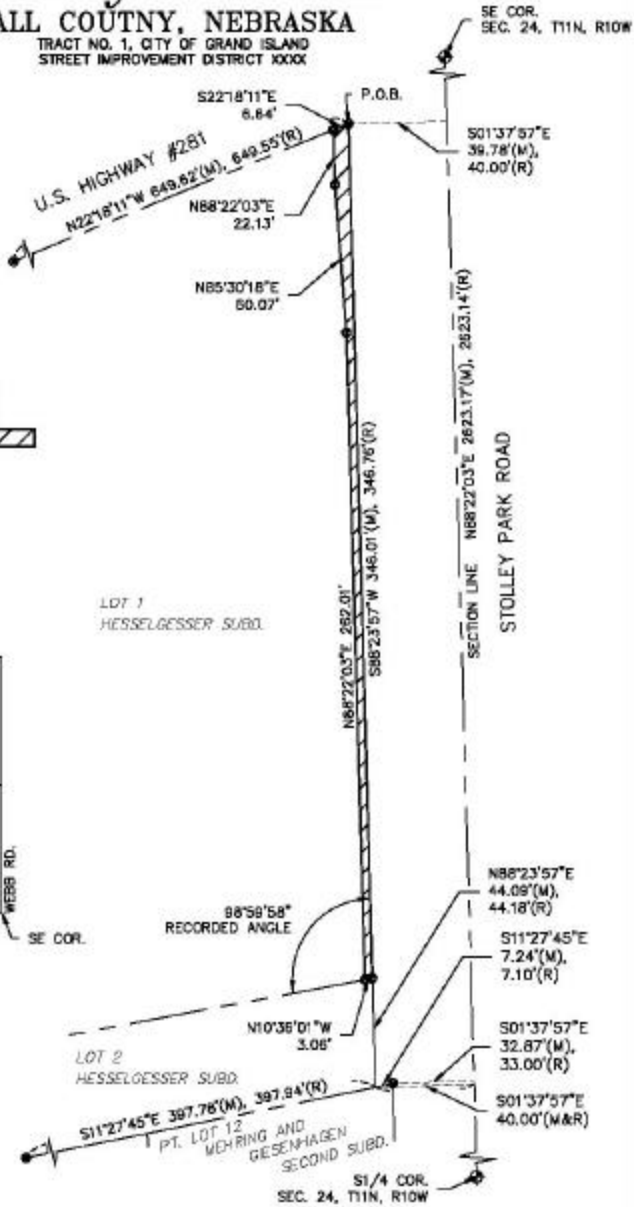 ALL COUTNY, NEBRASKA
TRACT NO. 1, CITY OF GRAND ISLAND
STREET IMPROVEMENT DISTRICT XXXX
SE COR.
SEC. 24, T11N, R10W
S22°18'11"E
6.64'
P.O.B.
S01°37'57"E
39.78'(M),
40.00'(R)
U.S. HIGHWAY #281
N22°18'11"W 649.62'(M), 649.55'(R)
N88°22'03"E
22.13'
N85°30'18"E
60.07'
N88°22'03"E 262.01'
S88°23'57"W 346.01'(M), 346.76'(R)
SECTION LINE N88°22'03"E 2623.17'(M), 2623.14'(R)
STOLLEY PARK ROAD
LOT 1
HESSELGESSER SUBD.
WEBB RD.
SE COR.
98°59'58"
RECORDED ANGLE
N88°23'57"E
44.09'(M),
44.18'(R)
S11°27'45"E
7.24'(M),
7.10'(R)
N10°36'01"W
3.06'
S01°37'57"E
32.87'(M),
33.00'(R)
LOT 2
HESSELGESSER SUBD.
S01°37'57"E
40.00'(M&R)
S11°27'45"E 397.78'(M), 397.94'(R)
PT. LOT 12
WEHRING AND
GIESENHAGEN
SECOND SUBD.
S1/4 COR.
SEC. 24, T11N, R10W